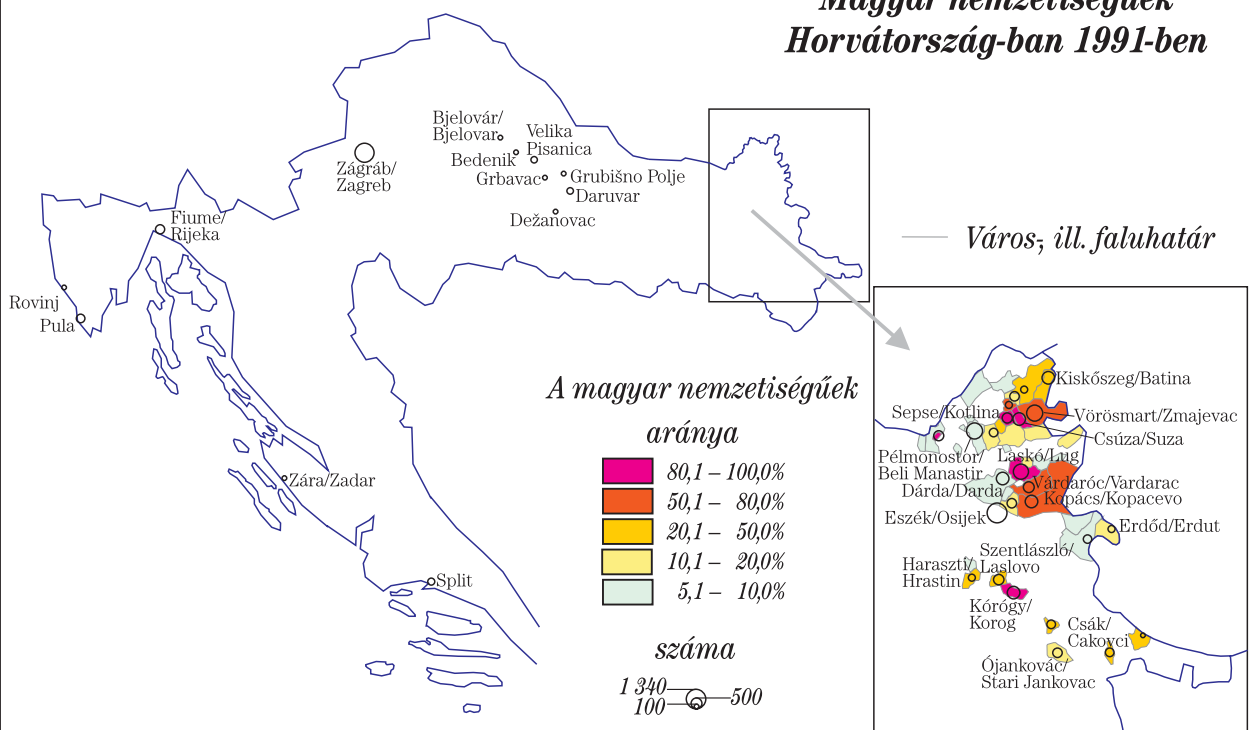 Magyar nemzetiségűek
Horvátország-ban 1991-ben
Bjelovár/
Bjelovar
Velika
Pisanica
Bedenik
Grbavac
Grubišno Polje
Daruvar
Dežanovac
Zágráb/
Zagreb
Fiume/
Rijeka
Rovinj
Pula
Zára/Zadar
Split
Város-, ill. faluhatár
A magyar nemzetiségűek
aránya
80,1 – 100,0%
50,1 – 80,0%
20,1 – 50,0%
10,1 – 20,0%
5,1 – 10,0%
száma
1 340
100
500
Kiskőszeg/Batina
Sepse/Kotlina
Vörösmart/Zmajevac
Csúza/Suza
Pélmonostor/
Beli Manastir
Laskó/Lug
Várdaróc/Vardarac
Dárda/Darda
Kopács/Kopacevo
Eszék/Osijek
Erdőd/Erdut
Szentlászló/
Laslovo
Haraszti/
Hrastin
Kórógy/
Korog
Csák/
Cakovci
Ójankovác/
Stari Jankovac